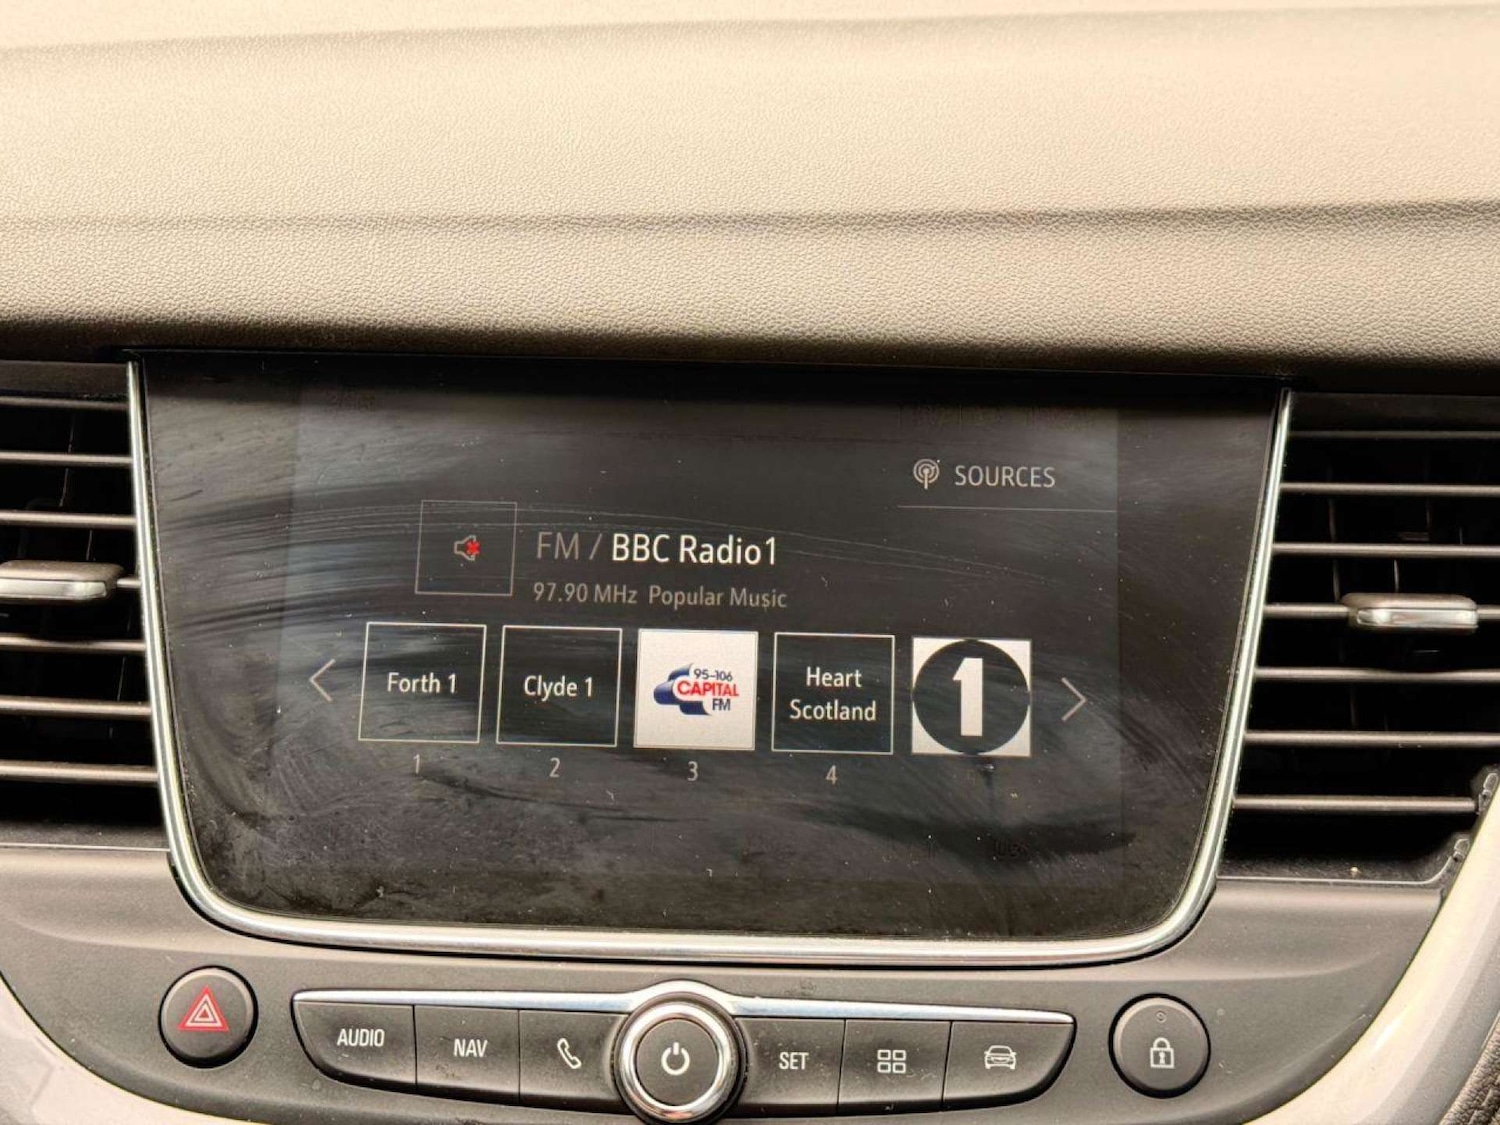 SOURCES
FM / BBC Radio1
97.90 MHz Popular Music
Forth 1
Clyde 1
95-106
CAPITAL
FM
Heart
Scotland
1
1
2
3
4
AUDIO
NAV
SET